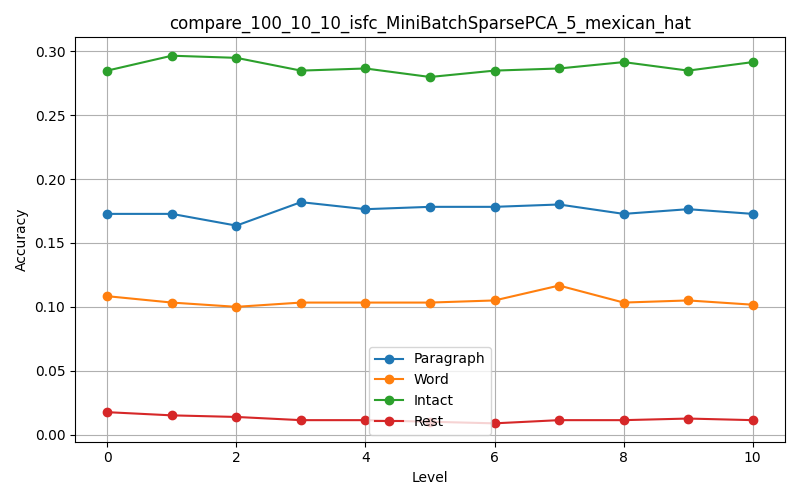 compare_100_10_10_isfc_MiniBatchSparsePCA_5_mexican_hat
Accuracy
0.30
0.25
0.20
0.15
0.10
0.05
0.00
Paragraph
Word
Intact
Rest
0 2 4 6 8 10
Level